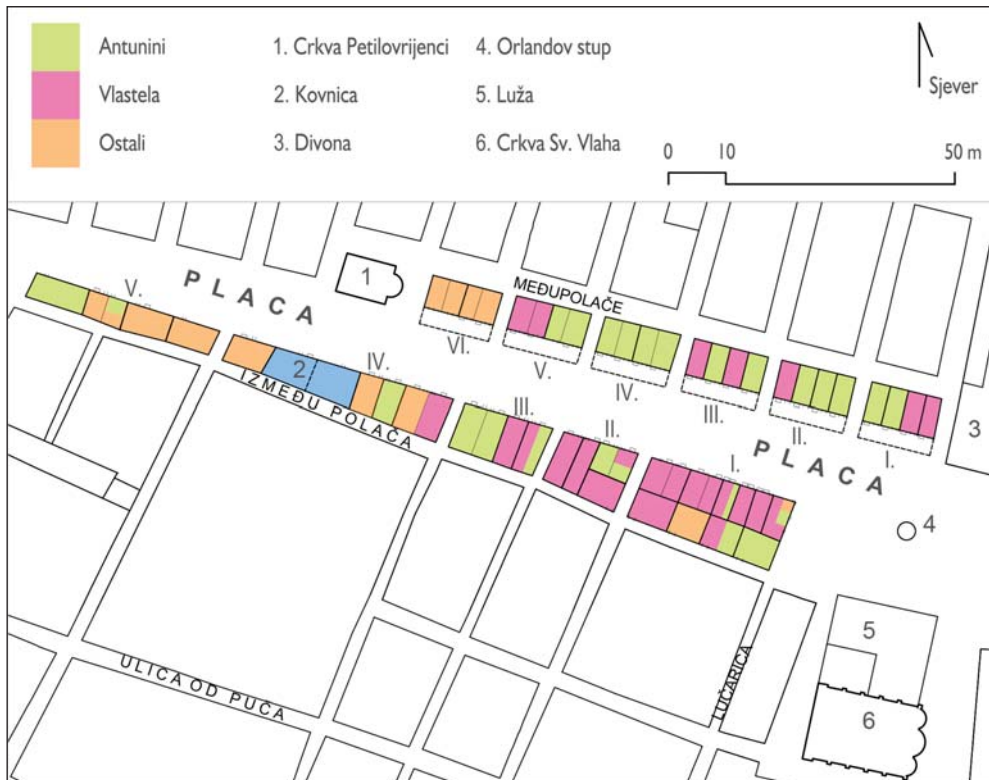 Antunini
Vlastela
Ostali
1. Crkva Petilovrijenci
2. Kovnica
3. Divona
4. Orlandov stup
5. Luža
6. Crkva Sv. Vlaha
Sjever
0 10 50 m
PLACA
1
MEĐUPOLAČE
V.
VI.
V.
IV.
III.
II.
I.
2
IV.
IZMEĐU POLAČA
III.
II.
I.
PLACA
3
4
5
6
LUČARICA
ULICA OD PUČA